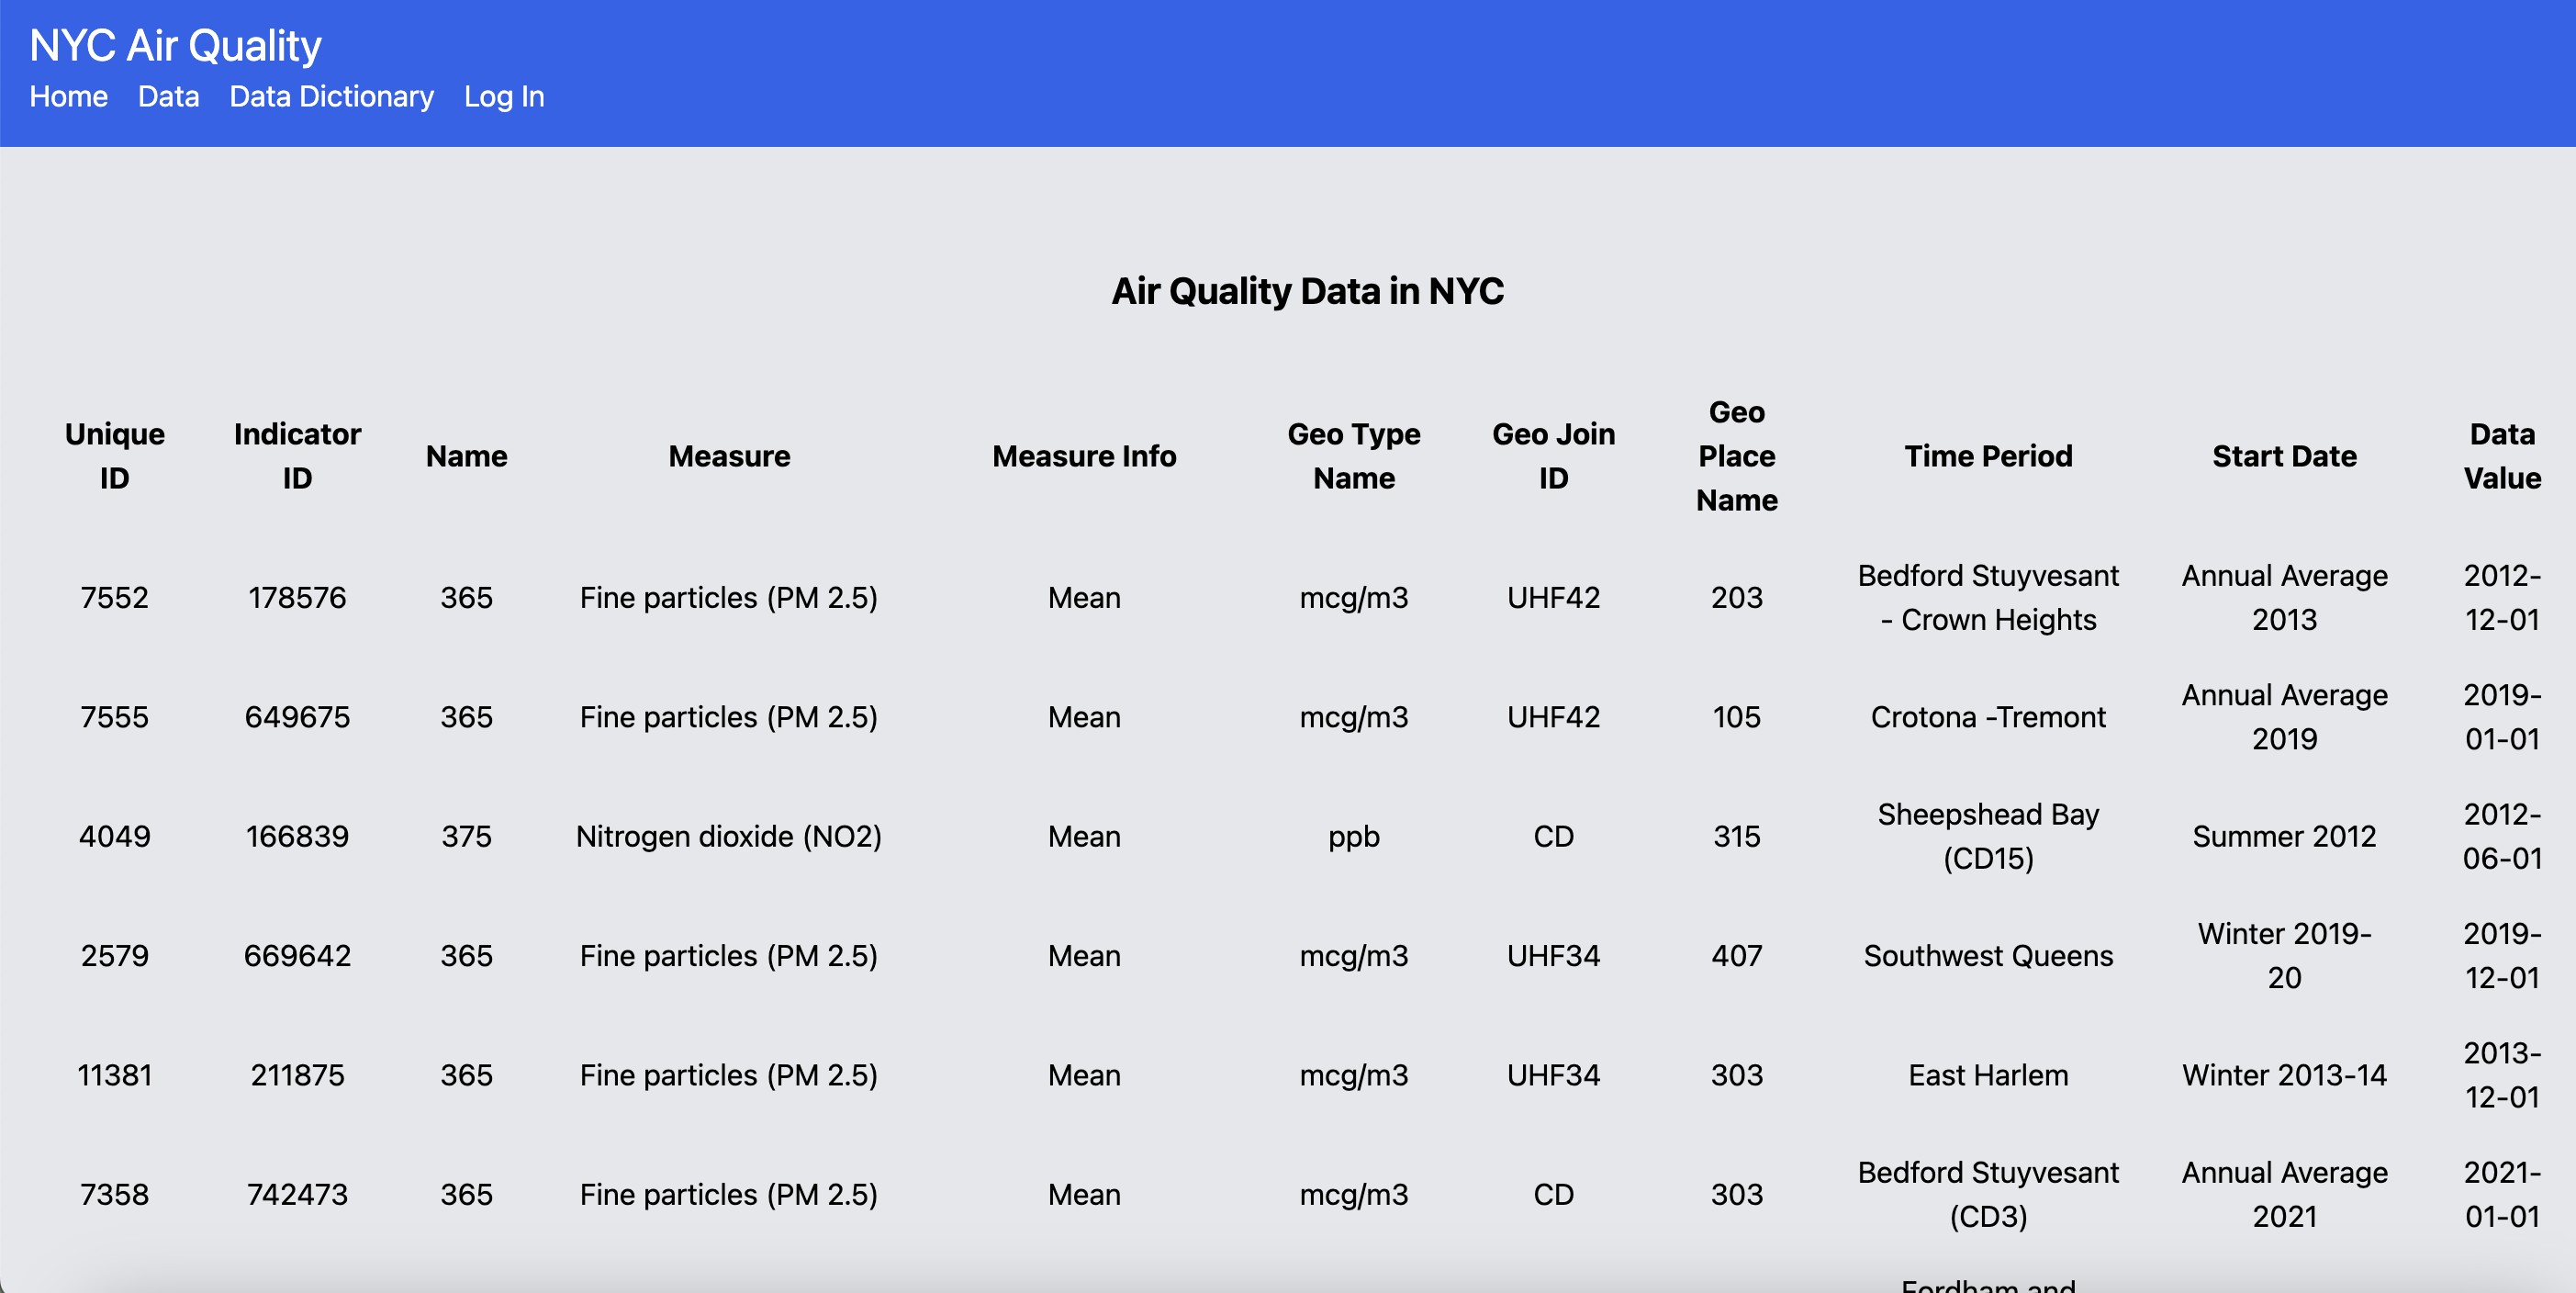 NYC Air Quality
Home Data Data Dictionary Log In
Air Quality Data in NYC
Unique ID Indicator ID Name Measure Measure Info Geo Type Name Geo Join ID Geo Place Name Time Period Start Date Data Value
7552 178576 365 Fine particles (PM 2.5) Mean mcg/m3 UHF42 203 Bedford Stuyvesant - Crown Heights Annual Average 2013 2012-12-01
7555 649675 365 Fine particles (PM 2.5) Mean mcg/m3 UHF42 105 Crotona -Tremont Annual Average 2019 2019-01-01
4049 166839 375 Nitrogen dioxide (NO2) Mean ppb CD 315 Sheepshead Bay (CD15) Summer 2012 2012-06-01
2579 669642 365 Fine particles (PM 2.5) Mean mcg/m3 UHF34 407 Southwest Queens Winter 2019-20 2019-12-01
11381 211875 365 Fine particles (PM 2.5) Mean mcg/m3 UHF34 303 East Harlem Winter 2013-14 2013-12-01
7358 742473 365 Fine particles (PM 2.5) Mean mcg/m3 CD 303 Bedford Stuyvesant (CD3) Annual Average 2021 2021-01-01
Fordham and